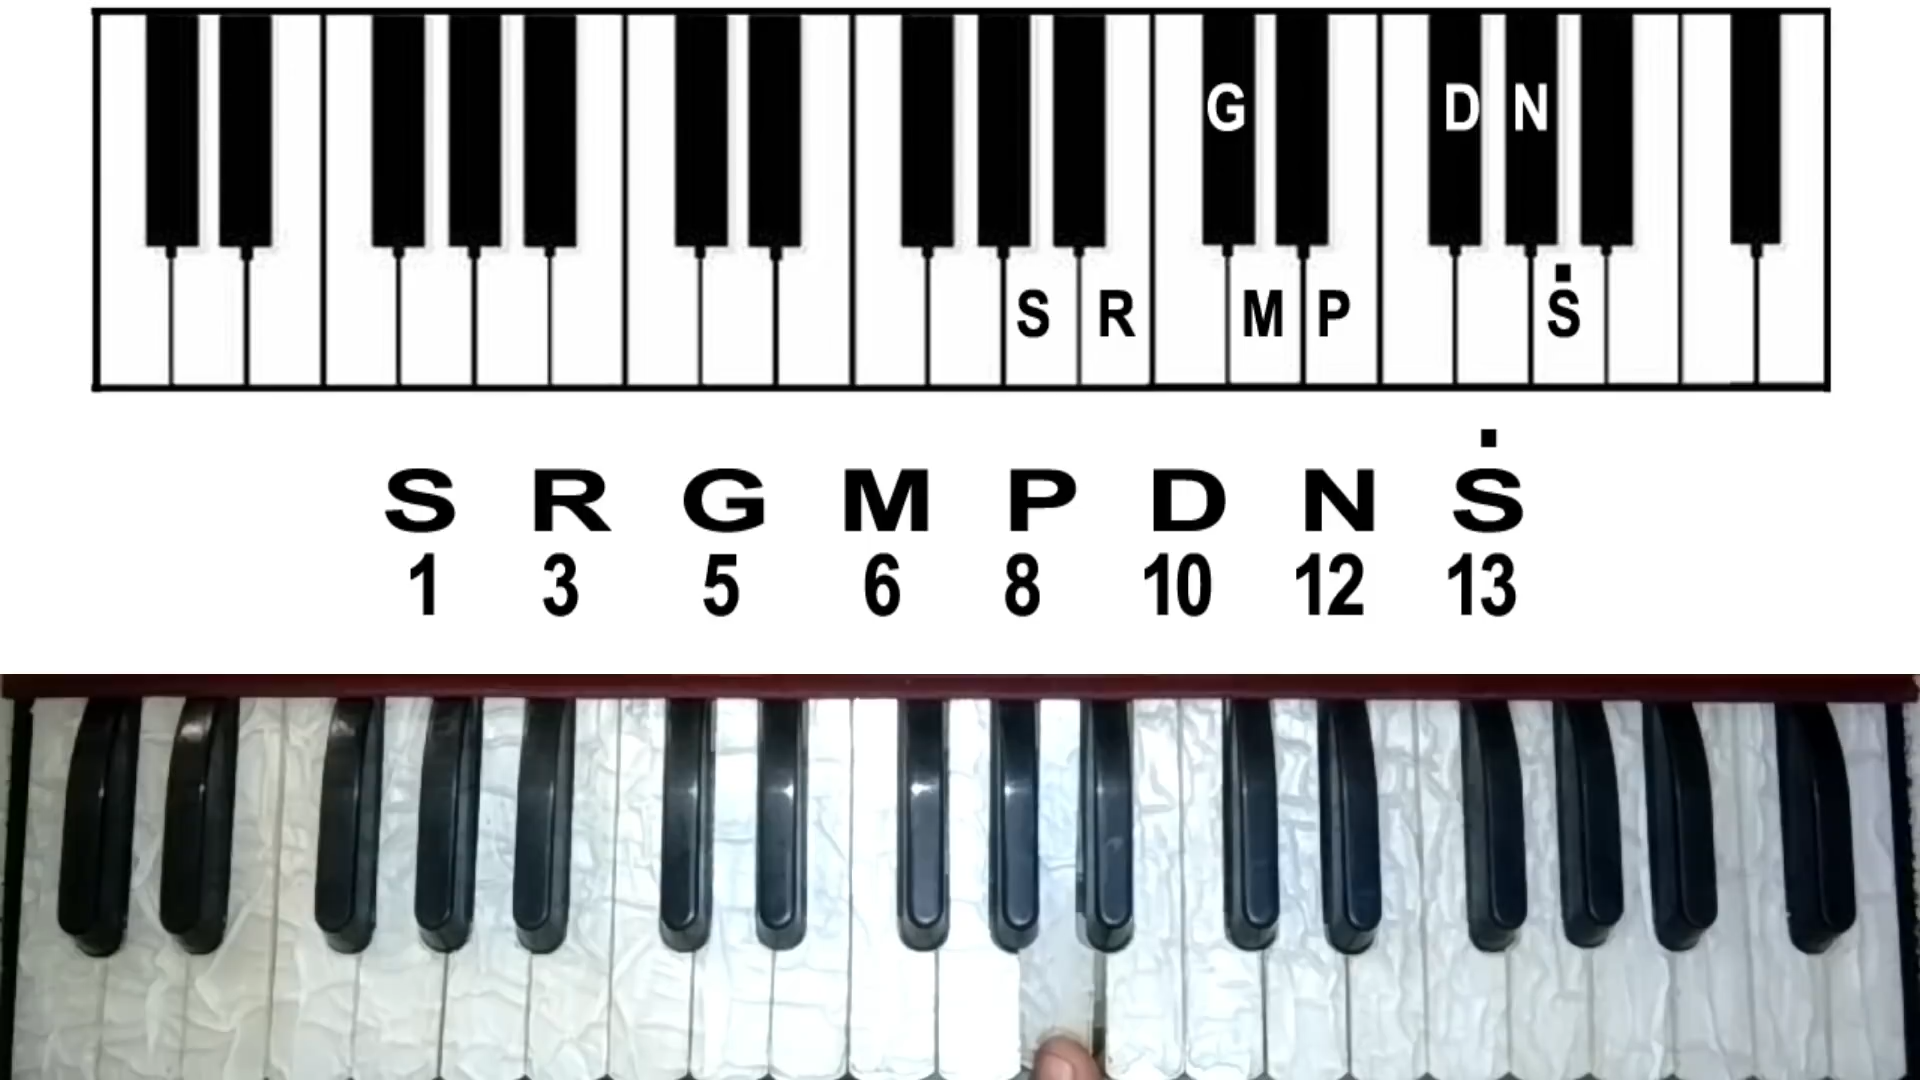 G D N
S R M P Ṡ
S R G M P D N Ṡ
1 3 5 6 8 10 12 13